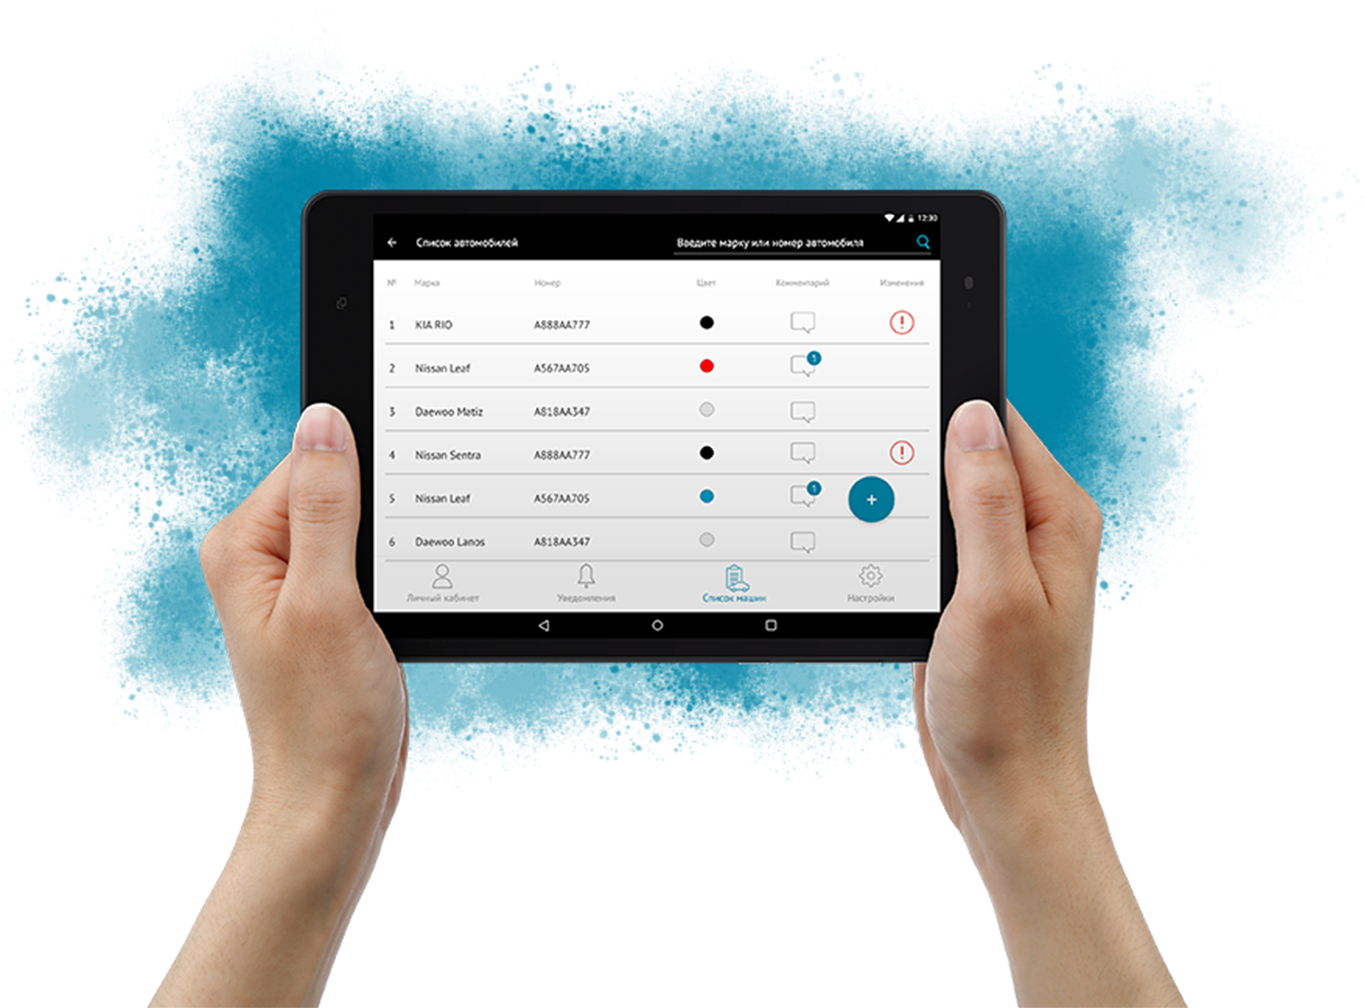 12:30
Список автомобилей Введите марку или номер автомобиля
№ Марка Номер Цвет Комментарий Изменения
1 KIA RIO A888AA777
2 Nissan Leaf A567AA705 1
3 Daewoo Matiz A818AA347
4 Nissan Sentra A888AA777
5 Nissan Leaf A567AA705 1
+
6 Daewoo Lanos A818AA347
Личный кабинет Уведомления Список машин Настройки